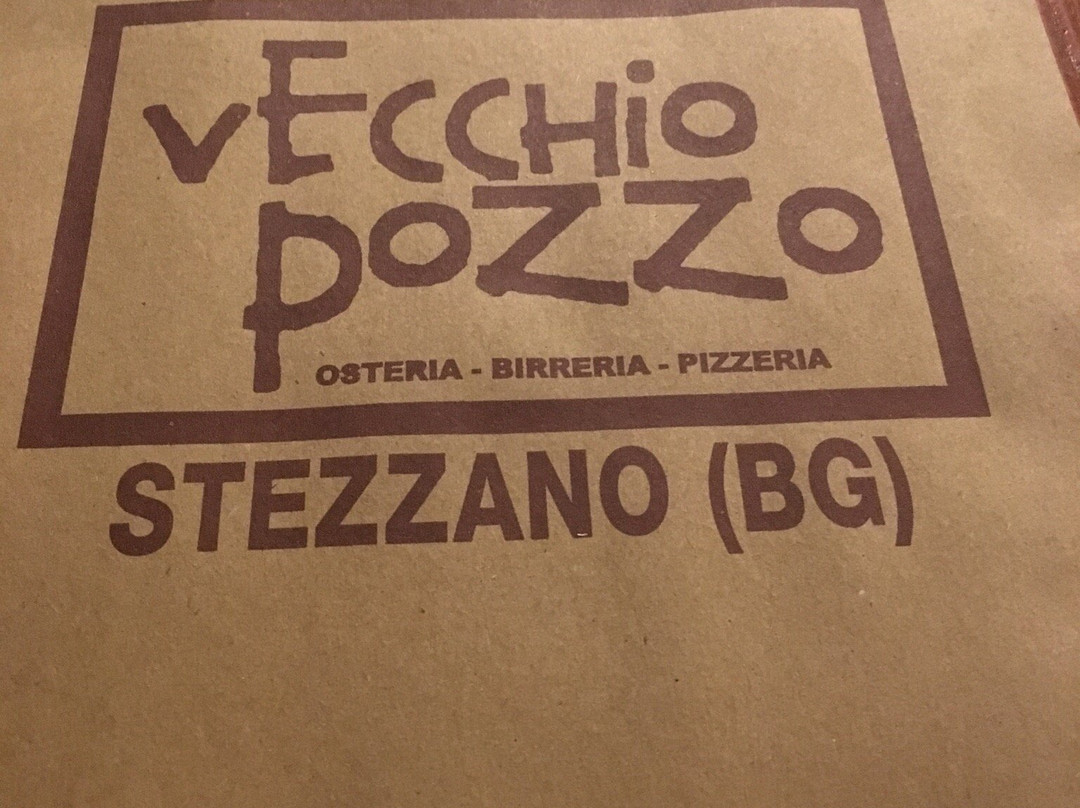 vECCHiO
POZZO
OSTERIA - BIRRERIA - PIZZERIA
STEZZANO (BG)